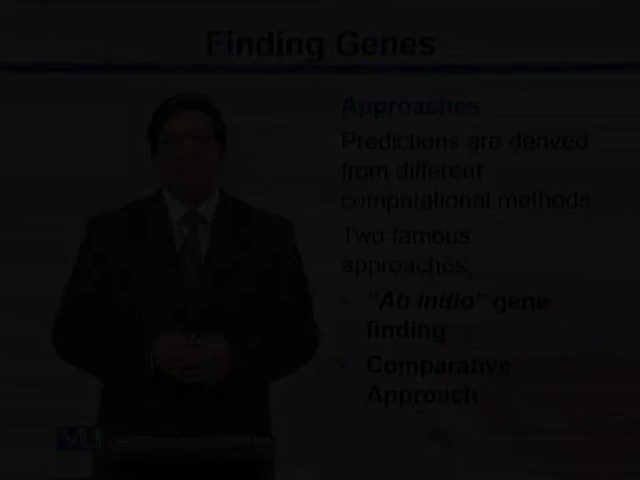 Finding Genes
Approaches
Predictions are derived
from different
computational methods
Two famous
approaches,
"Ab initio" gene
finding
Comparative
Approach
VU